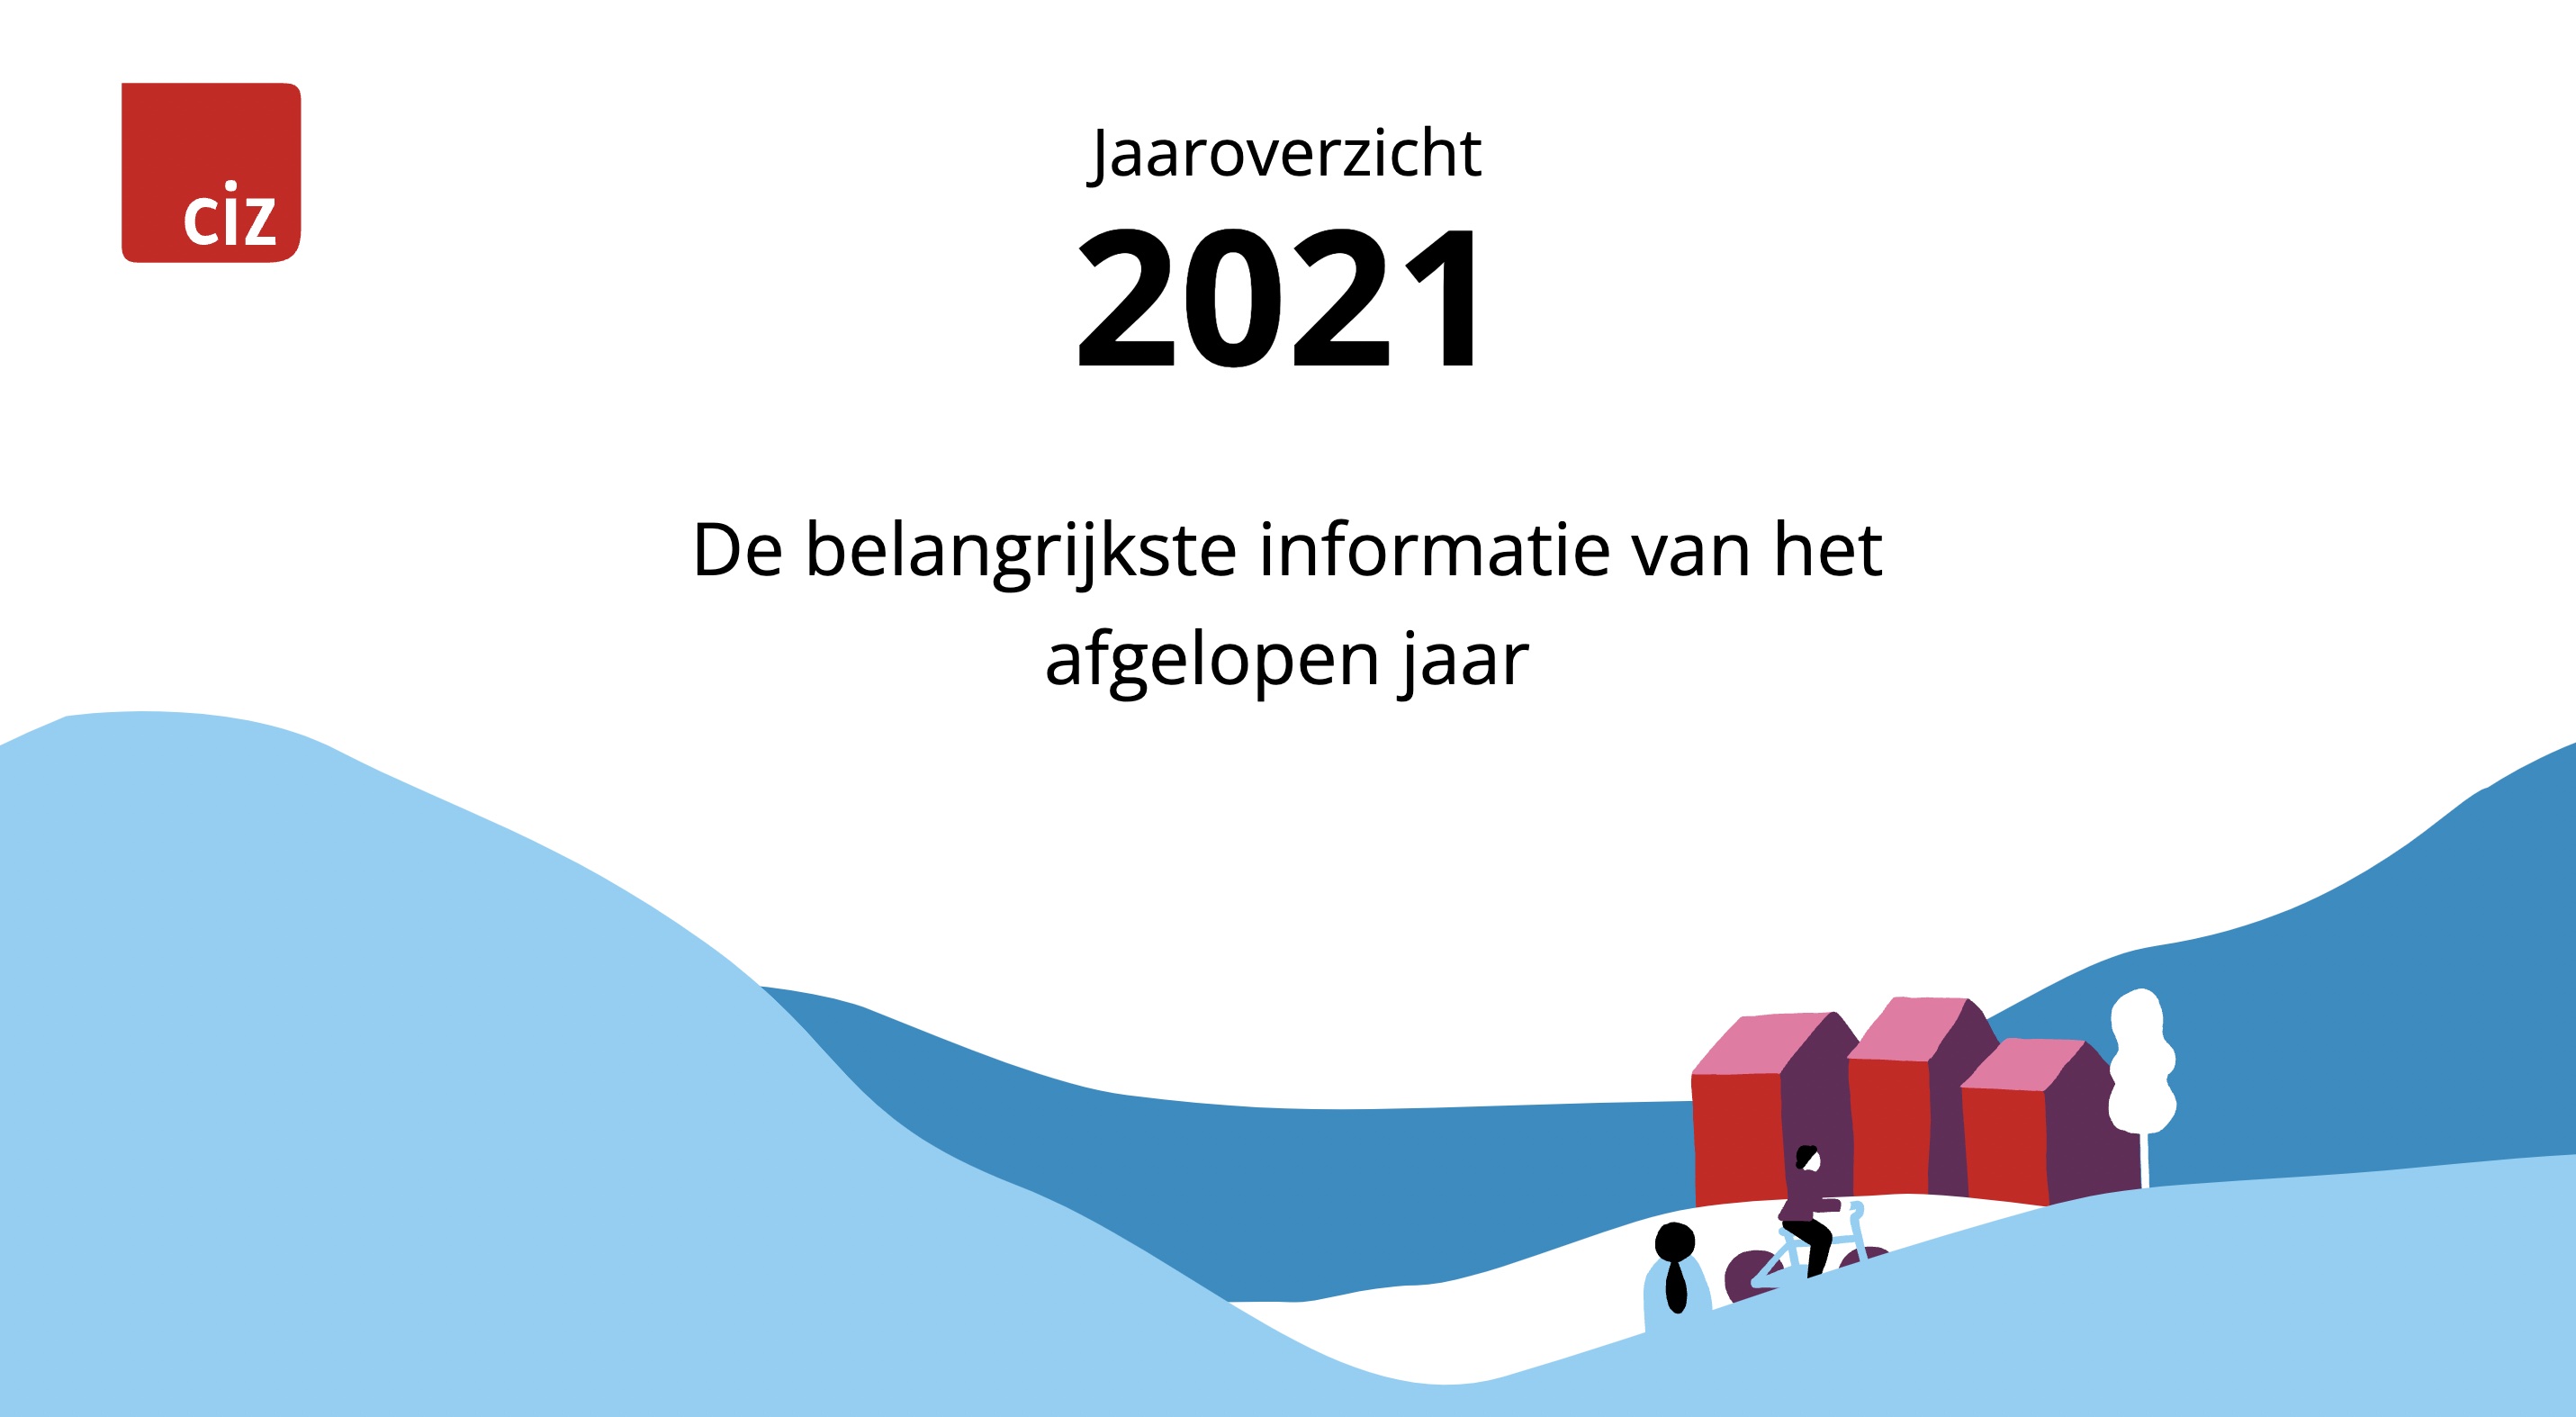 ciz
Jaaroverzicht
2021
De belangrijkste informatie van het
afgelopen jaar